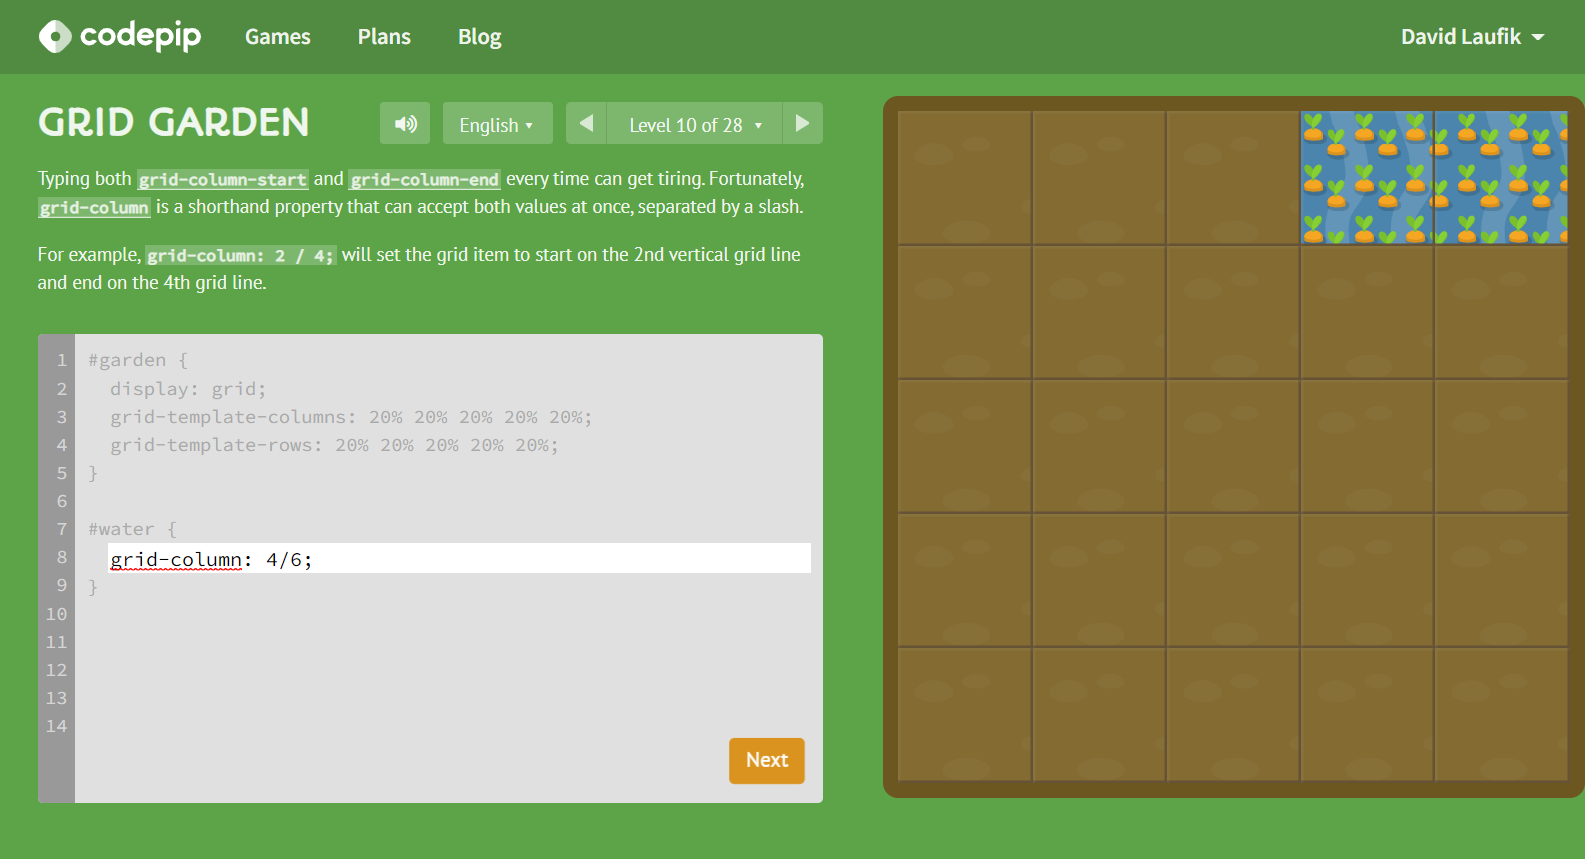 codepip Games Plans Blog David Laufik
GRID GARDEN English Level 10 of 28
Typing both grid-column-start and grid-column-end every time can get tiring. Fortunately,
grid-column is a shorthand property that can accept both values at once, separated by a slash.
For example, grid-column: 2 / 4; will set the grid item to start on the 2nd vertical grid line
and end on the 4th grid line.
1 #garden {
2 display: grid;
3 grid-template-columns: 20% 20% 20% 20% 20%;
4 grid-template-rows: 20% 20% 20% 20% 20%;
5 }
6
7 #water {
8 grid-column: 4/6;
9 }
10
11
12
13
14
Next